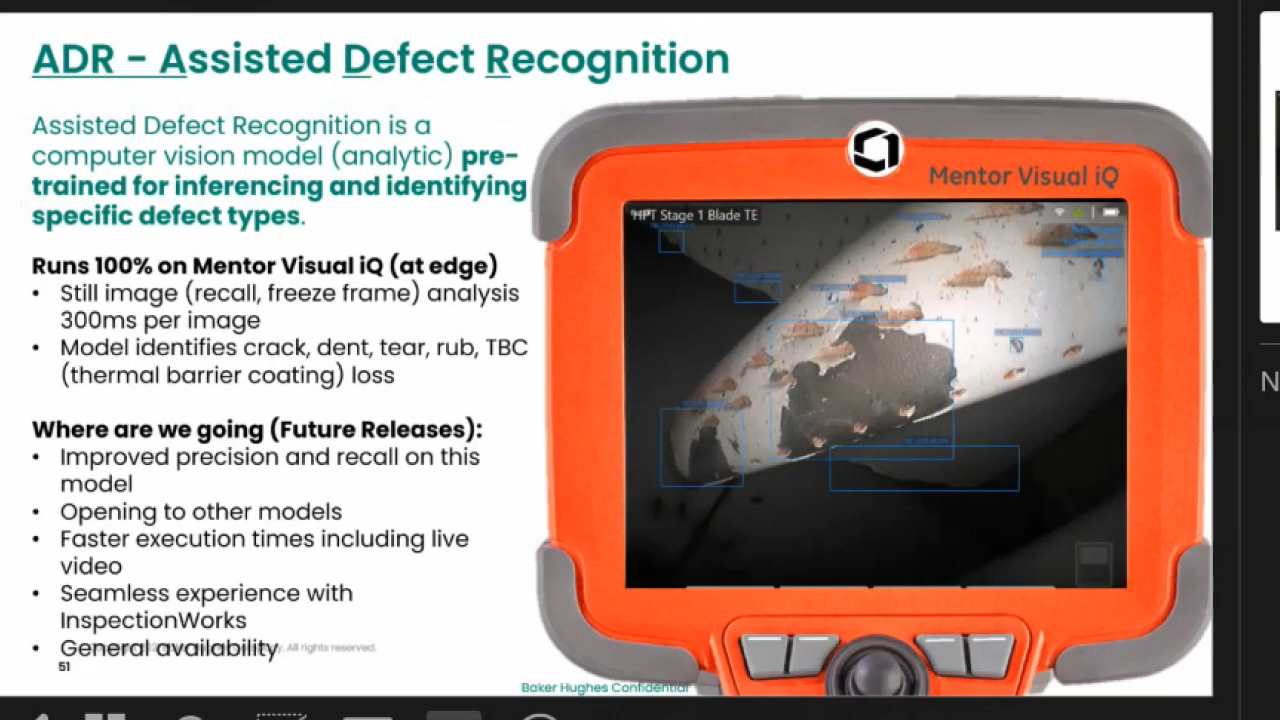 ADR - Assisted Defect Recognition
Assisted Defect Recognition is a
computer vision model (analytic) pre-
trained for inferencing and identifying
specific defect types.
Runs 100% on Mentor Visual iQ (at edge)
• Still image (recall, freeze frame) analysis
300ms per image
• Model identifies crack, dent, tear, rub, TBC
(thermal barrier coating) loss
Where are we going (Future Releases):
• Improved precision and recall on this
model
• Opening to other models
• Faster execution times including live
video
• Seamless experience with
InspectionWorks
• General availability
All rights reserved.
51
Baker Hughes Confidential
Mentor Visual iQ
HPT Stage 1 Blade TE
N